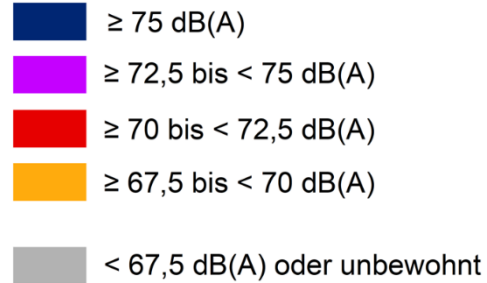 ≥ 75 dB(A)
≥ 72,5 bis < 75 dB(A)
≥ 70 bis < 72,5 dB(A)
≥ 67,5 bis < 70 dB(A)
< 67,5 dB(A) oder unbewohnt